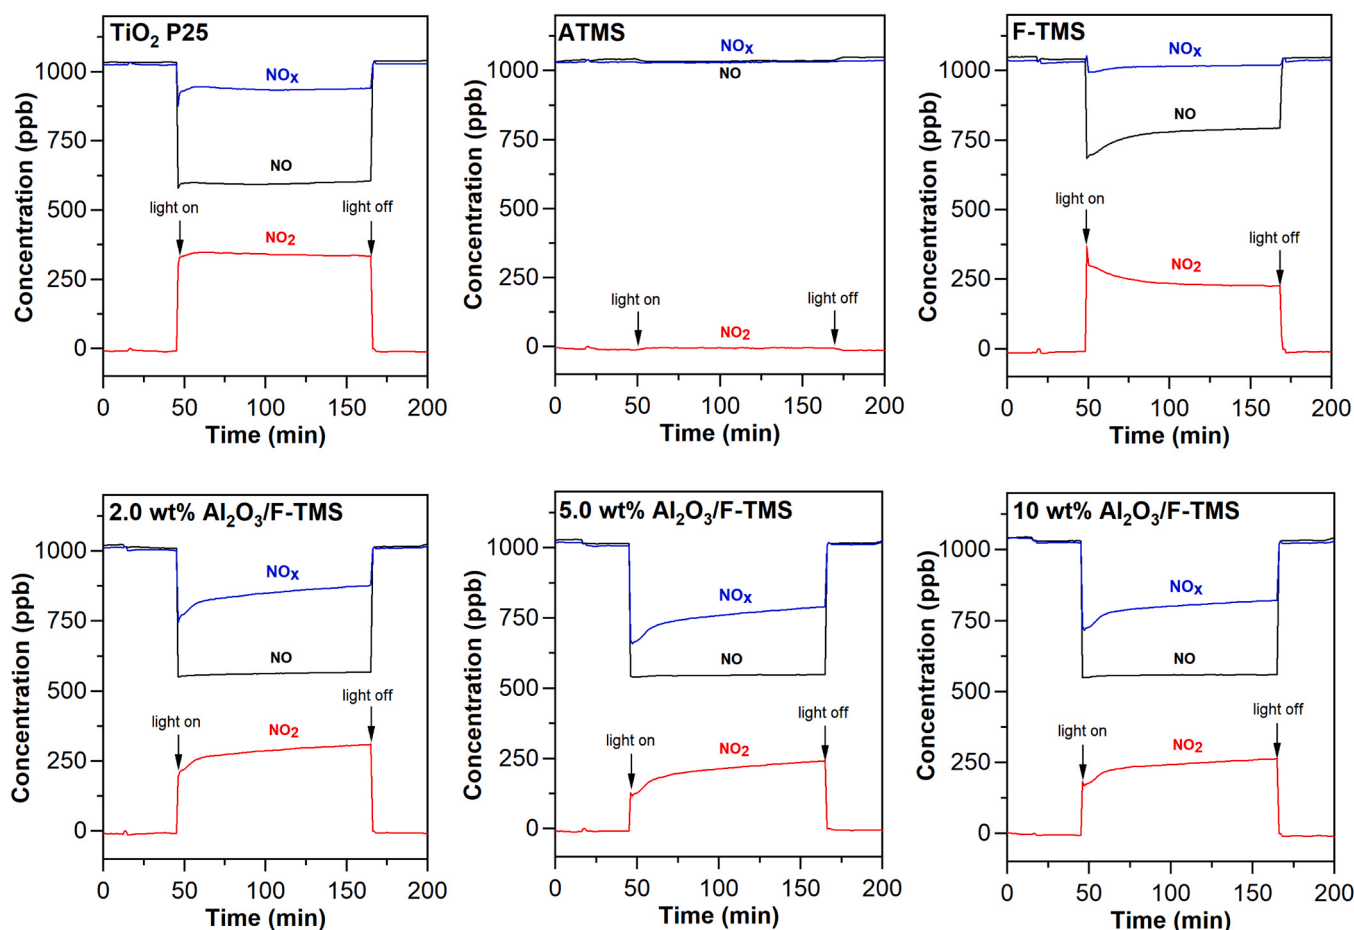 TiO₂ P25
Concentration (ppb)
1000
750
500
250
0
NOx
NO
light on
light off
NO₂
0 50 100 150 200
Time (min)
ATMS
Concentration (ppb)
1000
750
500
250
0
NOx
NO
light on
light off
NO₂
0 50 100 150 200
Time (min)
F-TMS
Concentration (ppb)
1000
750
500
250
0
NOx
NO
light on
light off
NO₂
0 50 100 150 200
Time (min)
2.0 wt% Al₂O₃/F-TMS
Concentration (ppb)
1000
750
500
250
0
NOx
NO
light off
light on
NO₂
0 50 100 150 200
Time (min)
5.0 wt% Al₂O₃/F-TMS
Concentration (ppb)
1000
750
500
250
0
NOx
NO
light off
light on
NO₂
0 50 100 150 200
Time (min)
10 wt% Al₂O₃/F-TMS
Concentration (ppb)
1000
750
500
250
0
NOx
NO
light off
light on
NO₂
0 50 100 150 200
Time (min)